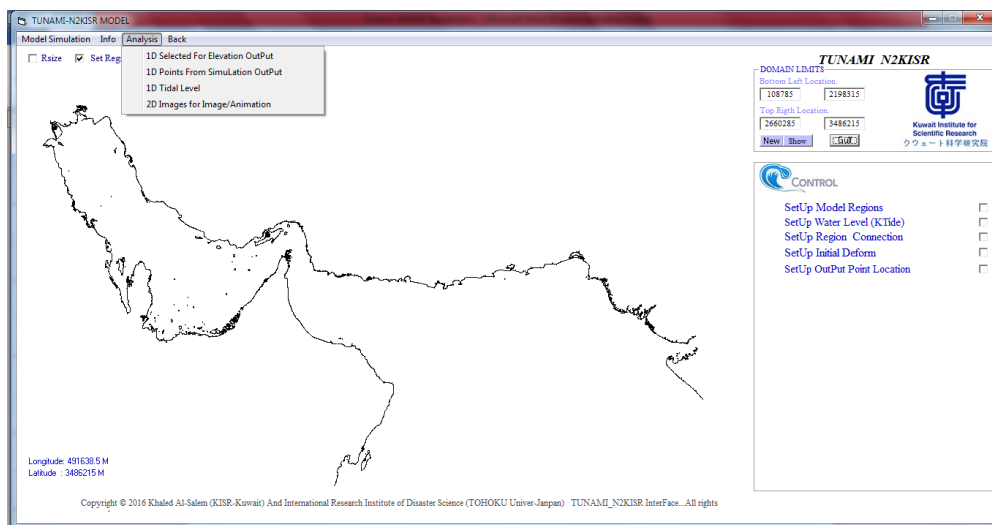 TUNAMI-N2KISR MODEL
Model Simulation Info Analysis Back
Rsize Set Reg
1D Selected For Elevation OutPut
1D Points From SimuLation OutPut
1D Tidal Level
2D Images for Image/Animation
TUNAMI N2KISR
DOMAIN LIMITS
Bottom Left Location.
108785 2198315
Top Rigth Location.
2660285 3486215
New Show Gulf
Kuwait Institute for
Scientific Research
クウェート科学研究院
CONTROL
SetUp Model Regions
SetUp Water Level (KTide)
SetUp Region Connection
SetUp Initial Deform
SetUp OutPut Point Location
Longitude: 491638.5 M
Latitude : 3486215 M
Copyright © 2016 Khaled Al-Salem (KISR-Kuwait) And International Research Institute of Disaster Science (TOHOKU Univer-Janpan) TUNAMI_N2KISR InterFace...All rights